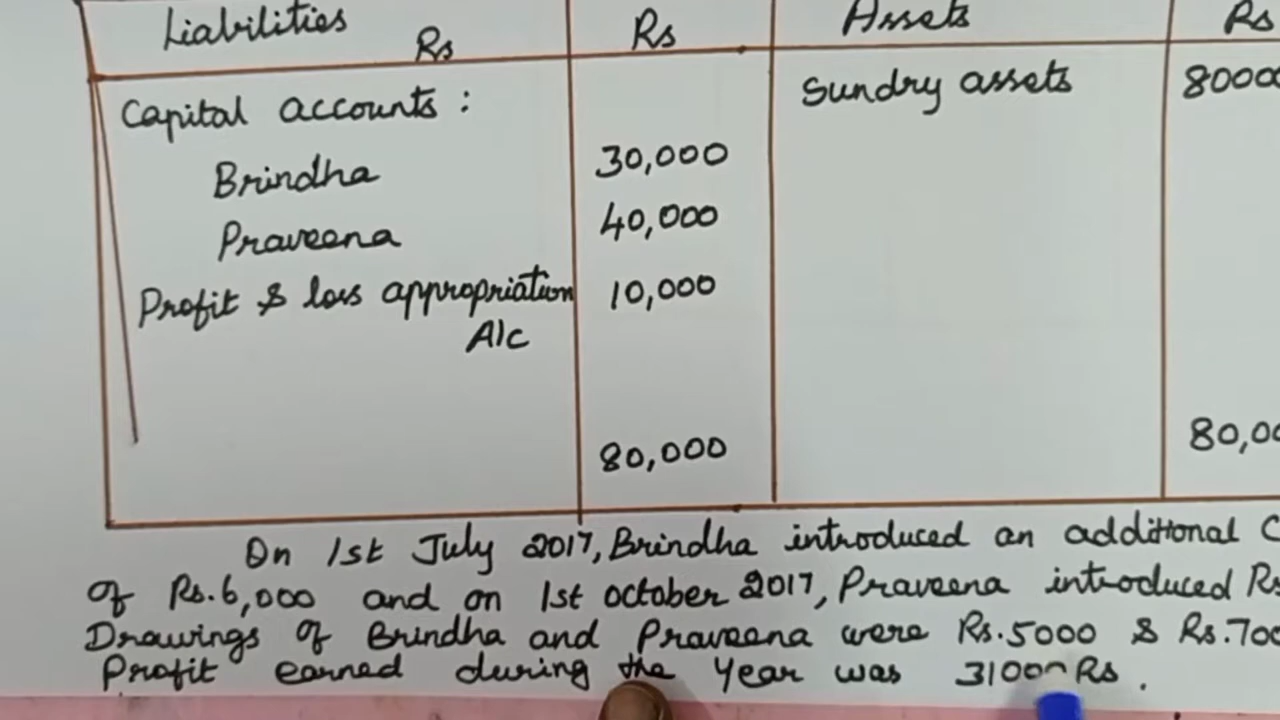 Liabilities Rs Rs Assets Rs
Capital accounts : Sundry assets
Brindha 30,000
Praveena 40,000
Profit & loss appropriation 10,000
A/c
80,000
On 1st July 2017, Brindha introduced an additional
of Rs.6,000 and on 1st october 2017, Praveena introduced
Drawings of Brindha and Praveena were Rs.5000 &
Profit earned during the Year was 31000 Rs.